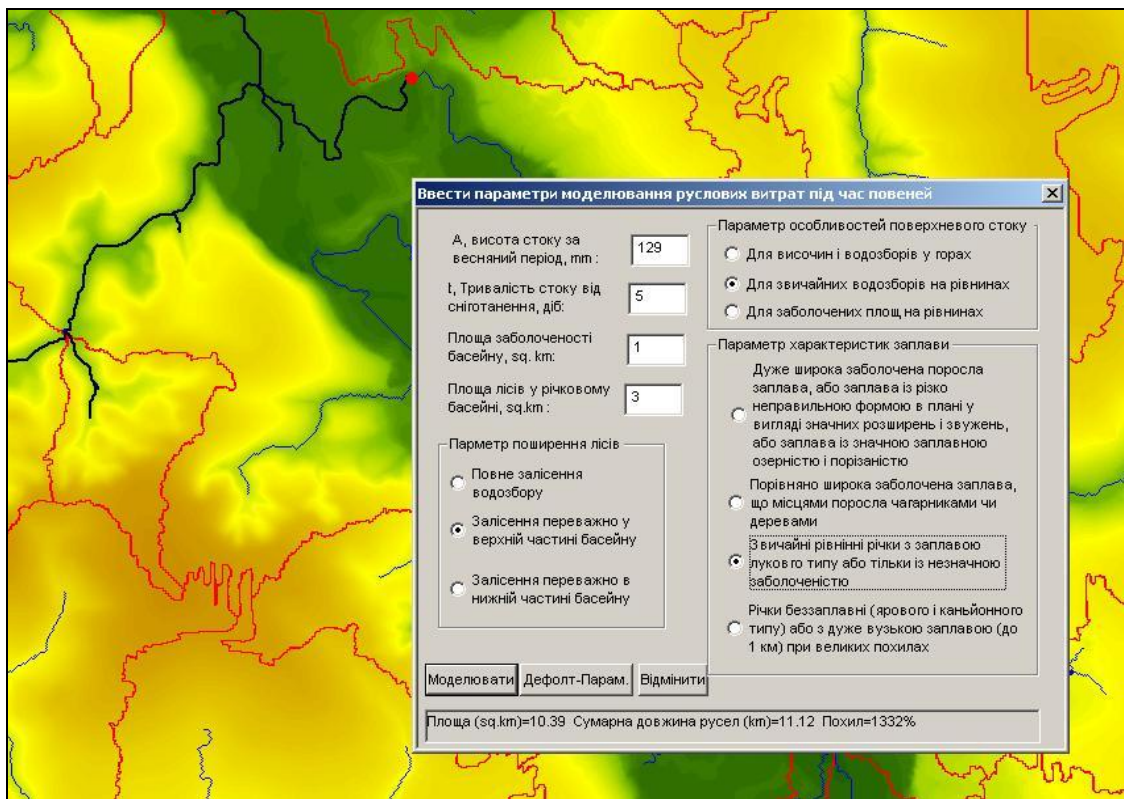 Ввести параметри моделювання руслових витрат під час повеней
А, висота стоку за
весняний період, mm :
129
t, Тривалість стоку від
сніготанення, діб:
5
Площа заболоченості
басейну, sq. km:
1
Площа лісів у річковому
басейні, sq.km :
3
Парметр поширення лісів
Повне залісення
водозбору
Залісення переважно у
верхній частині басейну
Залісення переважно в
нижній частині басейну
Параметр особливостей поверхневого стоку
Для височин і водозборів у горах
Для звичайних водозборів на рівнинах
Для заболочених площ на рівнинах
Параметр характеристик заплави
Дуже широка заболочена поросла
заплава, або заплава із різко
неправильною формою в плані у
вигляді значних розширень і звужень,
або заплава із значною заплавною
озерністю і порізаністю
Порівняно широка заболочена заплава,
що місцями поросла чагарниками чи
деревами
Звичайні рівнінні річки з заплавою
лукового типу або тільки із незначною
заболоченістю
Річки беззаплавні (ярового і каньйонного
типу) або з дуже вузькою заплавою (до
1 км) при великих похилах
Моделювати
Дефолт-Парам.
Відмінити
Площа (sq.km)=10.39 Сумарна довжина русел (km)=11.12 Похил=1332%